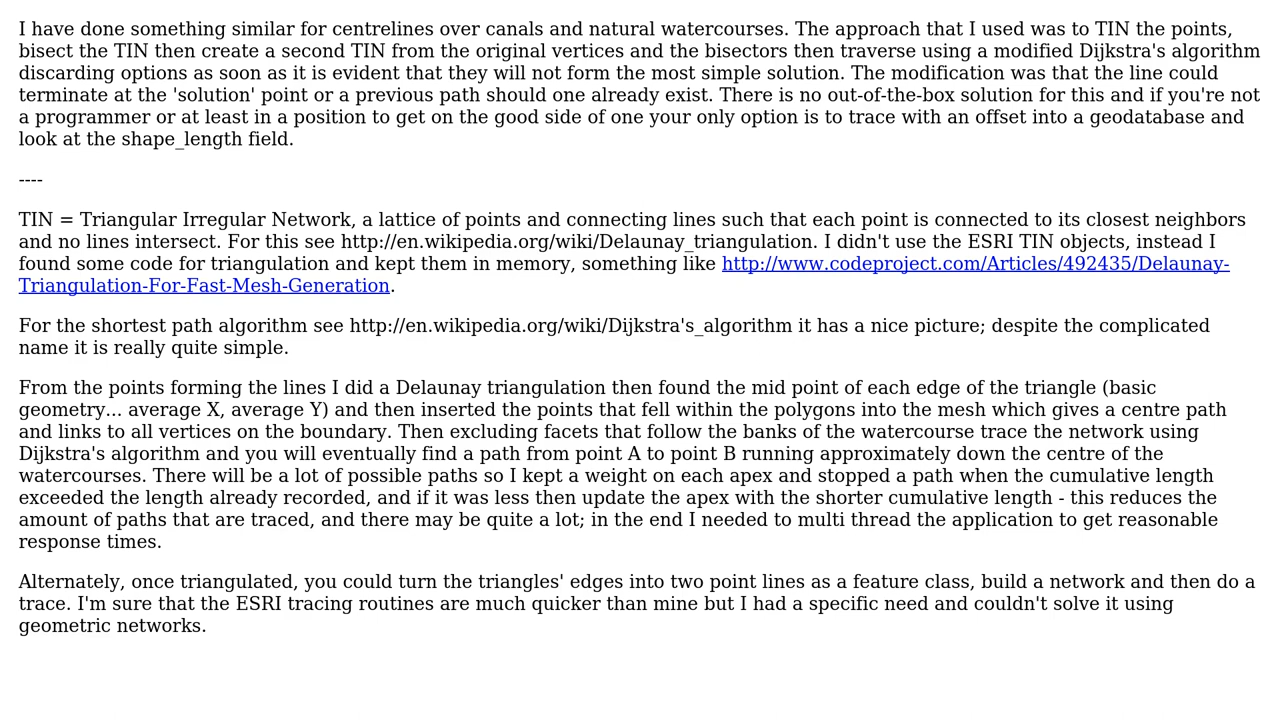 I have done something similar for centrelines over canals and natural watercourses. The approach that I used was to TIN the points,
bisect the TIN then create a second TIN from the original vertices and the bisectors then traverse using a modified Dijkstra's algorithm
discarding options as soon as it is evident that they will not form the most simple solution. The modification was that the line could
terminate at the 'solution' point or a previous path should one already exist. There is no out-of-the-box solution for this and if you're not
a programmer or at least in a position to get on the good side of one your only option is to trace with an offset into a geodatabase and
look at the shape_length field.
----
TIN = Triangular Irregular Network, a lattice of points and connecting lines such that each point is connected to its closest neighbors
and no lines intersect. For this see http://en.wikipedia.org/wiki/Delaunay_triangulation. I didn't use the ESRI TIN objects, instead I
found some code for triangulation and kept them in memory, something like http://www.codeproject.com/Articles/492435/Delaunay-
Triangulation-For-Fast-Mesh-Generation.
For the shortest path algorithm see http://en.wikipedia.org/wiki/Dijkstra's_algorithm it has a nice picture; despite the complicated
name it is really quite simple.
From the points forming the lines I did a Delaunay triangulation then found the mid point of each edge of the triangle (basic
geometry... average X, average Y) and then inserted the points that fell within the polygons into the mesh which gives a centre path
and links to all vertices on the boundary. Then excluding facets that follow the banks of the watercourse trace the network using
Dijkstra's algorithm and you will eventually find a path from point A to point B running approximately down the centre of the
watercourses. There will be a lot of possible paths so I kept a weight on each apex and stopped a path when the cumulative length
exceeded the length already recorded, and if it was less then update the apex with the shorter cumulative length - this reduces the
amount of paths that are traced, and there may be quite a lot; in the end I needed to multi thread the application to get reasonable
response times.
Alternately, once triangulated, you could turn the triangles' edges into two point lines as a feature class, build a network and then do a
trace. I'm sure that the ESRI tracing routines are much quicker than mine but I had a specific need and couldn't solve it using
geometric networks.